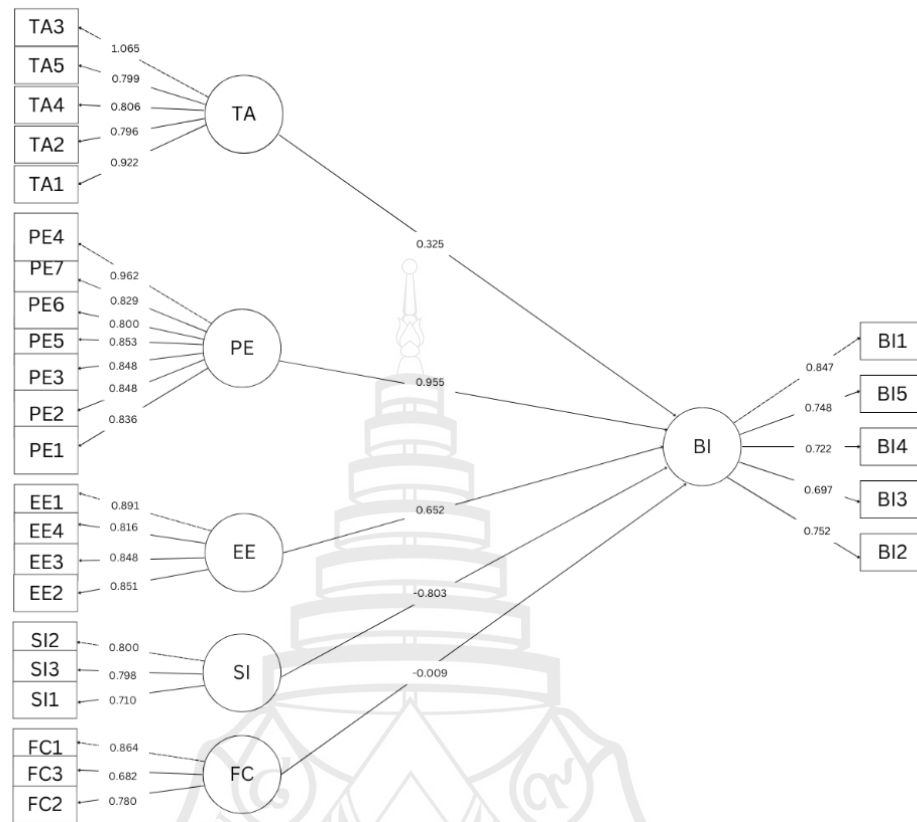 TA3
1.065
TA5
0.799
TA4
0.806
TA2
0.796
TA1
0.922
TA
0.325
PE4
0.962
PE7
0.829
PE6
0.800
PE5
0.853
PE3
0.848
PE2
0.848
PE1
0.836
PE
0.955
EE1
0.891
EE4
0.816
EE3
0.848
EE2
0.851
EE
0.652
SI2
0.800
SI3
0.798
SI1
0.710
SI
-0.803
FC1
0.864
FC3
0.682
FC2
0.780
FC
-0.009
BI
0.847
BI1
0.748
BI5
0.722
BI4
0.697
BI3
0.752
BI2